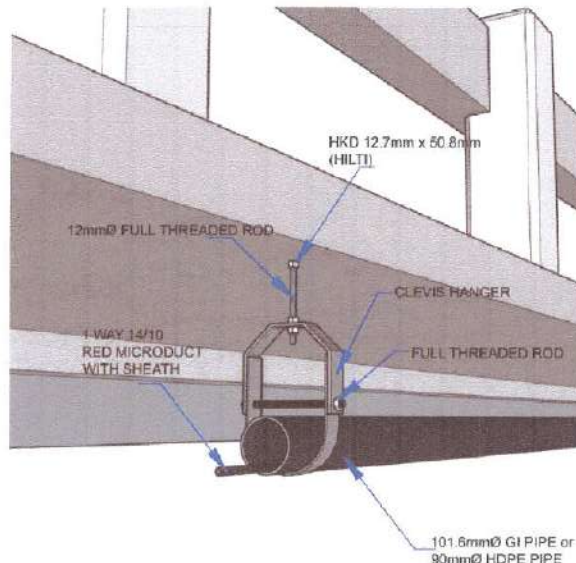 HKD 12.7mm x 50.8mm
(HILTI)
12mmØ FULL THREADED ROD
CLEVIS HANGER
1-WAY 14/10
RED MICRODUCT
WITH SHEATH
FULL THREADED ROD
101.6mmØ GI PIPE or
90mmØ HDPE PIPE